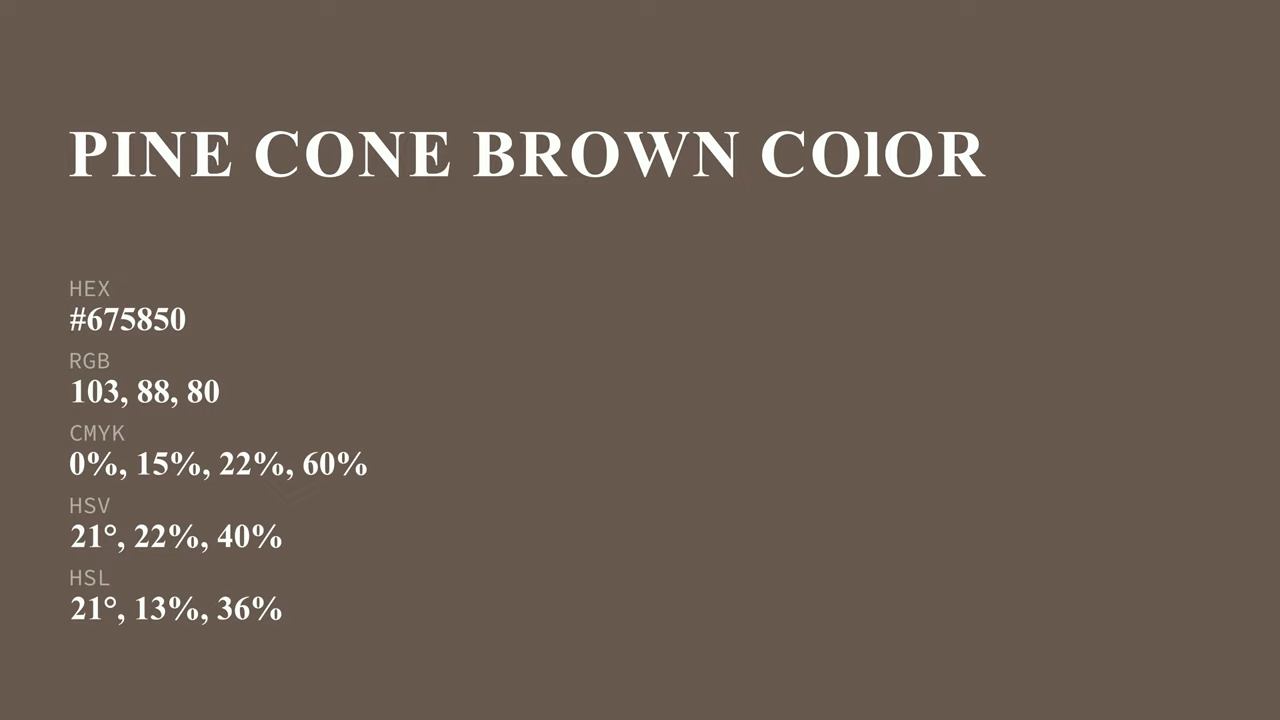 PINE CONE BROWN COlOR
HEX
#675850
RGB
103, 88, 80
CMYK
0%, 15%, 22%, 60%
HSV
21°, 22%, 40%
HSL
21°, 13%, 36%